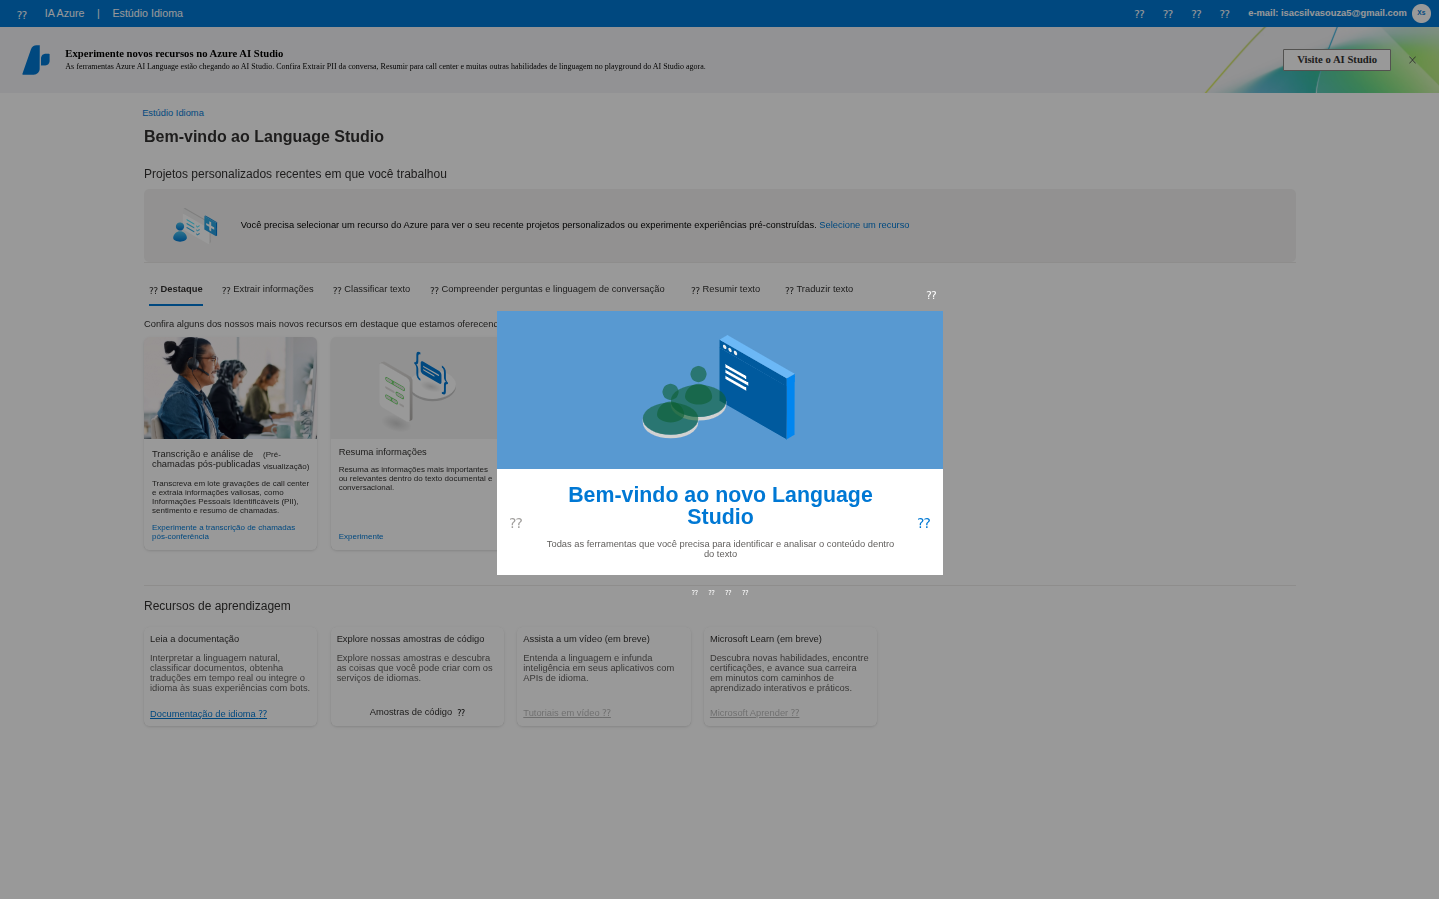 ?? IA Azure | Estúdio Idioma ?? ?? ?? ?? e-mail: isacsilvasouza5@gmail.com Xs
Experimente novos recursos no Azure AI Studio
As ferramentas Azure AI Language estão chegando ao AI Studio. Confira Extrair PII da conversa, Resumir para call center e muitas outras habilidades de linguagem no playground do AI Studio agora.
Visite o AI Studio
Estúdio Idioma
Bem-vindo ao Language Studio
Projetos personalizados recentes em que você trabalhou
Você precisa selecionar um recurso do Azure para ver o seu recente projetos personalizados ou experimente experiências pré-construídas. Selecione um recurso
?? Destaque ?? Extrair informações ?? Classificar texto ?? Compreender perguntas e linguagem de conversação ?? Resumir texto ?? Traduzir texto
??
Confira alguns dos nossos mais novos recursos em destaque que estamos oferecend
Transcrição e análise de chamadas pós-publicadas (Pré-visualização)
Transcreva em lote gravações de call center
e extraia informações valiosas, como
Informações Pessoais Identificáveis (PII),
sentimento e resumo de chamadas.
Experimente a transcrição de chamadas
pós-conferência
Resuma informações
Resuma as informações mais importantes
ou relevantes dentro do texto documental e
conversacional.
Experimente
Bem-vindo ao novo Language
Studio
??
??
Todas as ferramentas que você precisa para identificar e analisar o conteúdo dentro
do texto
?? ?? ?? ??
Recursos de aprendizagem
Leia a documentação
Interpretar a linguagem natural,
classificar documentos, obtenha
traduções em tempo real ou integre o
idioma às suas experiências com bots.
Documentação de idioma ??
Explore nossas amostras de código
Explore nossas amostras e descubra
as coisas que você pode criar com os
serviços de idiomas.
Amostras de código ??
Assista a um vídeo (em breve)
Entenda a linguagem e infunda
inteligência em seus aplicativos com
APIs de idioma.
Tutoriais em vídeo ??
Microsoft Learn (em breve)
Descubra novas habilidades, encontre
certificações, e avance sua carreira
em minutos com caminhos de
aprendizado interativos e práticos.
Microsoft Aprender ??